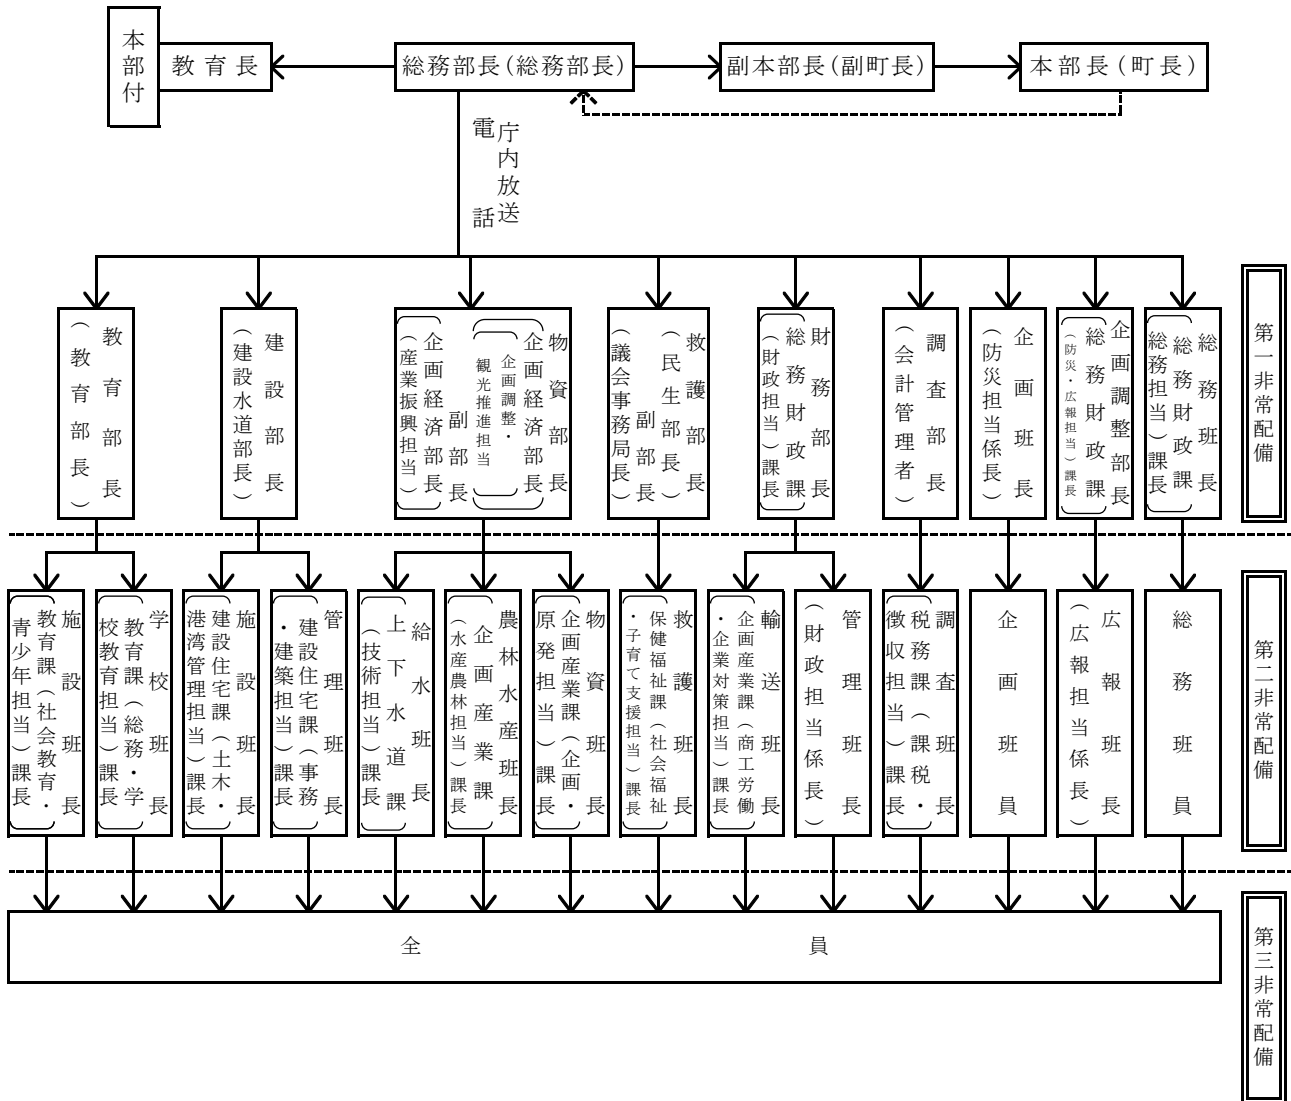 本部付
教育長
総務部長(総務部長)
副本部長(副町長)
本部長(町長)
庁内放送
電話
第一非常配備
総務班長
総務財政課
(総務担当)課長
企画調整部長
総務財政課
(防災・広報担当)課長
企画班長
(防災担当係長)
調査部長
(会計管理者)
財務部長
総務財政課
(財政担当)課長
救護部長
(民生部長)
副部長
(議会事務局長)
物資部長
企画経済部長
企画調整・
観光推進担当
副部長
企画経済部長
(産業振興担当)
建設部長
(建設水道部長)
教育部長
(教育部長)
第二非常配備
総務班員
広報班長
(広報担当係長)
企画班員
調査班長
税務課(課税・
徴収担当)課長
管理班長
(財政担当係長)
輸送班長
企画産業課(商工労働
・企業対策担当)課長
救護班長
保健福祉課(社会福祉
・子育て支援担当)課長
物資班長
企画産業課(企画・
原発担当)課長
農林水産班長
企画産業課
(水産農林担当)課長
給水班長
上下水道課
(技術担当)課長
管理班長
建設住宅課(事務
・建築担当)課長
施設班長
建設住宅課(土木・
港湾管理担当)課長
学校班長
教育課(総務・学
校教育担当)課長
施設班長
教育課(社会教育・
青少年担当)課長
第三非常配備
全員